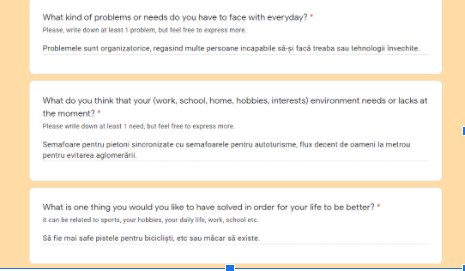 What kind of problems or needs do you have to face with everyday? *
Please, write down at least 1 problem, but feel free to express more.
Problemele sunt organizatorice, regasind multe persoane incapabile să-și facă treaba sau tehnologii învechite.
What do you think that your (work, school, home, hobbies, interests) environment needs or lacks at
the moment? *
Please write down at least 1 need, but feel free to express more.
Semafoare pentru pietoni sincronizate cu semafoarele pentru autoturisme, flux decent de oameni la metrou
pentru evitarea aglomerării.
What is one thing you would you like to have solved in order for your life to be better? *
It can be related to sports, your hobbies, your daily life, work, school etc.
Să fie mai safe pistele pentru bicicliști, etc sau măcar să existe.